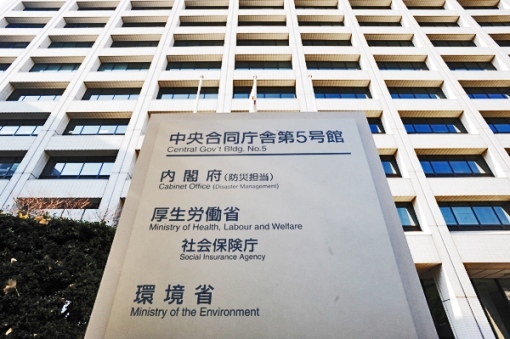 中央合同庁舎第5号館
Central Gov't Bldg. No.5
内閣府(防災担当)
Cabinet Office (Disaster Management)
厚生労働省
Ministry of Health, Labour and Welfare
社会保険庁
Social Insurance Agency
環境省
Ministry of the Environment